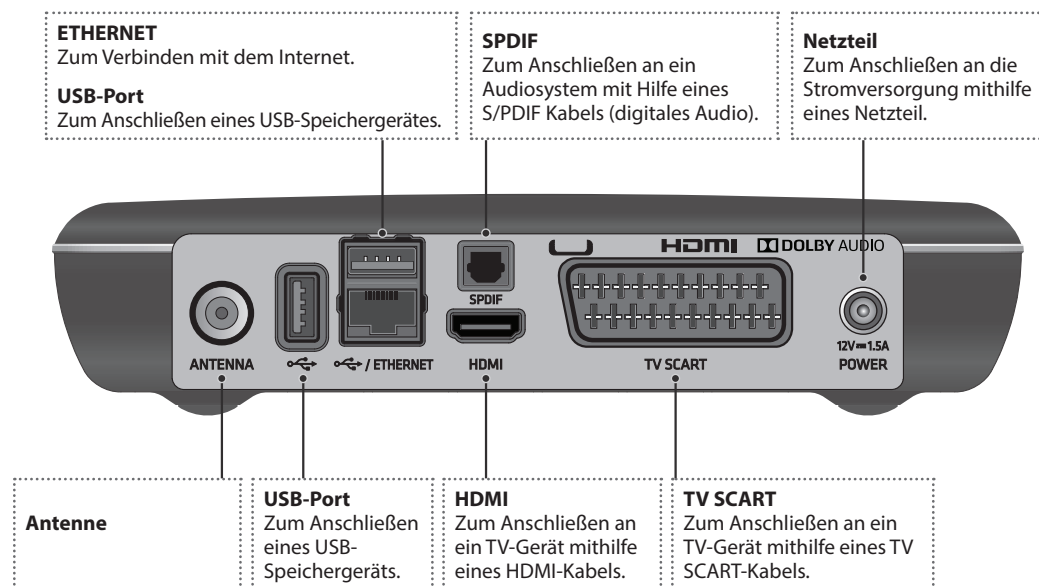 ETHERNET
Zum Verbinden mit dem Internet.
USB-Port
Zum Anschließen eines USB-Speichergerätes.
SPDIF
Zum Anschließen an ein
Audiosystem mit Hilfe eines
S/PDIF Kabels (digitales Audio).
Netzteil
Zum Anschließen an die
Stromversorgung mithilfe
eines Netzteil.
HDMI
DOLBY AUDIO
SPDIF
12V⎓1.5A
ANTENNA
/ ETHERNET
HDMI
TV SCART
POWER
Antenne
USB-Port
Zum Anschließen
eines USB-
Speichergeräts.
HDMI
Zum Anschließen an
ein TV-Gerät mithilfe
eines HDMI-Kabels.
TV SCART
Zum Anschließen an ein
TV-Gerät mithilfe eines TV
SCART-Kabels.